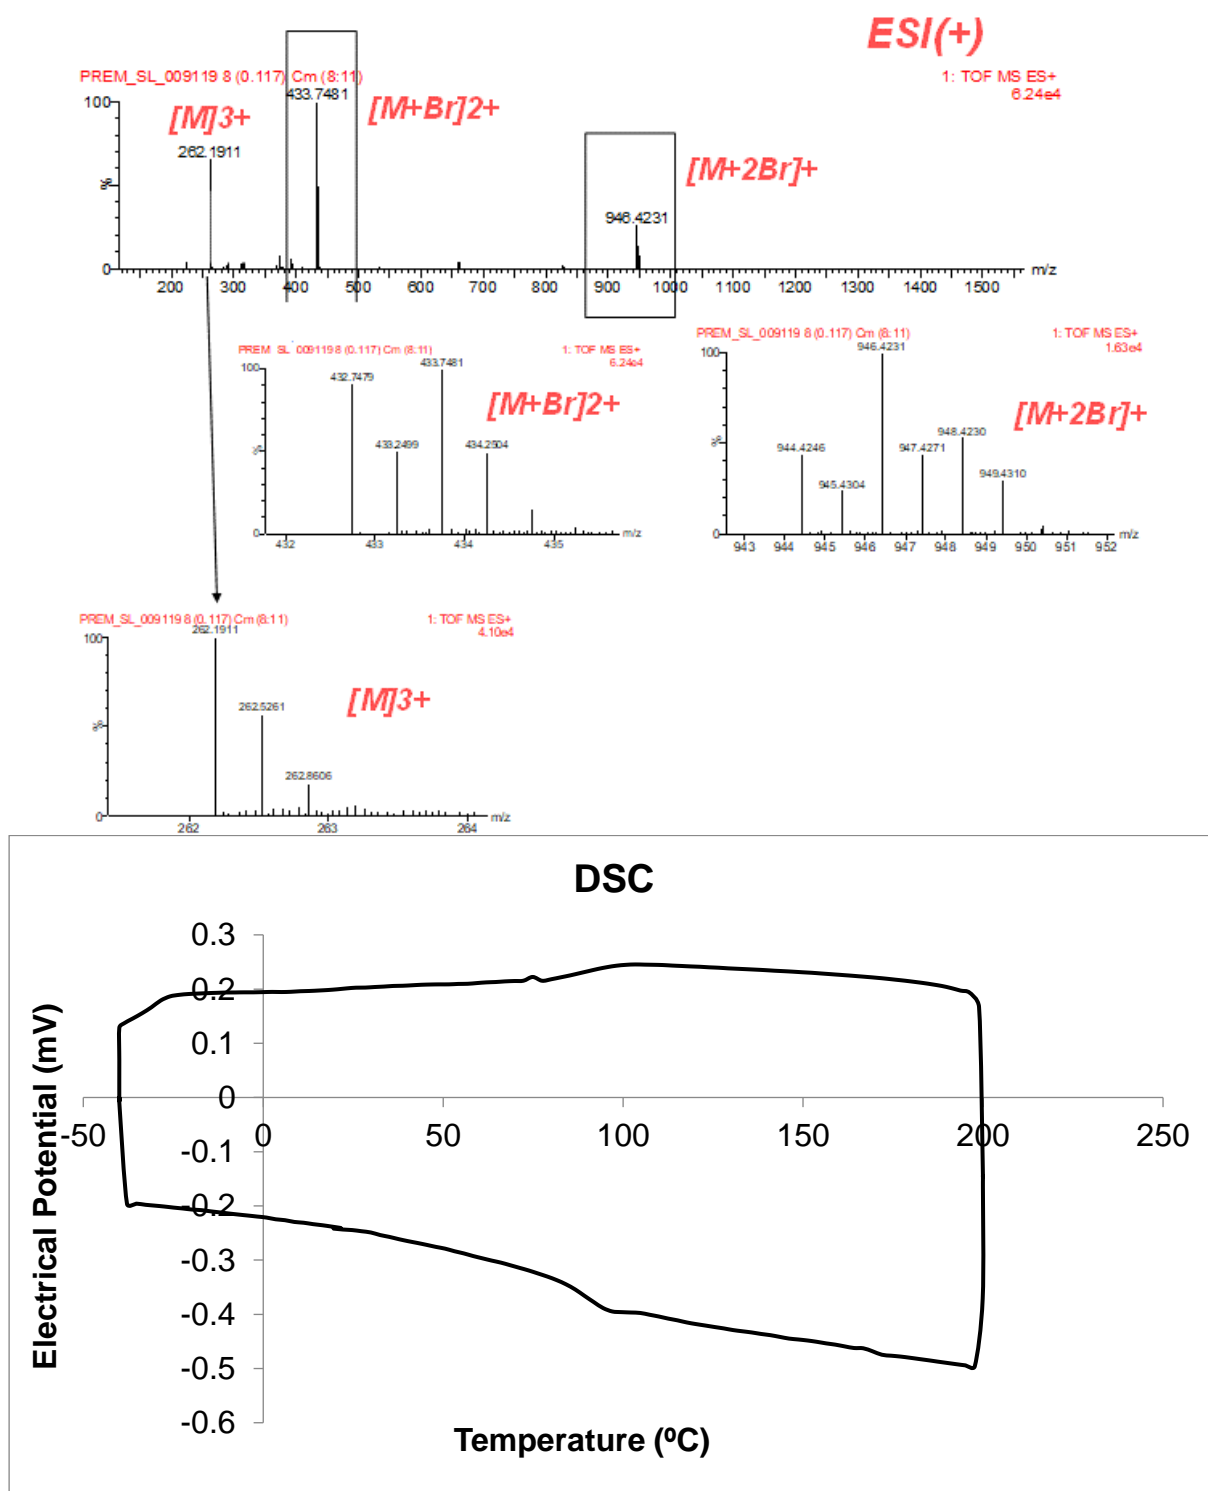 ESI(+)
PREM_SL_009119 8 (0.117) Cm (8:11)
1: TOF MS ES+
6.24e4
100
%
0
[M]3+
262.1911
433.7481
[M+Br]2+
946.4231
[M+2Br]+
200 300 400 500 600 700 800 900 1000 1100 1200 1300 1400 1500 m/z
PREM_SL_009119 8 (0.117) Cm (8:11)
1: TOF MS ES+
6.24e4
100
%
0
432.7479
433.2499
433.7481
434.2504
[M+Br]2+
432 433 434 435 m/z
PREM_SL_009119 8 (0.117) Cm (8:11)
1: TOF MS ES+
1.63e4
100
%
0
944.4246
945.4304
946.4231
947.4271
948.4230
949.4310
[M+2Br]+
943 944 945 946 947 948 949 950 951 952 m/z
PREM_SL_009119 8 (0.117) Cm (8:11)
1: TOF MS ES+
4.10e4
100
%
0
262.1911
262.5261
262.8606
[M]3+
262 263 264 m/z
DSC
Electrical Potential (mV)
0.3
0.2
0.1
0
-0.1
-0.2
-0.3
-0.4
-0.5
-0.6
-50 0 50 100 150 200 250
Temperature (ºC)